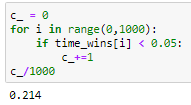 c_ = 0
for i in range(0,1000):
    if time_wins[i] < 0.05:
        c_+=1
c_/1000
0.214